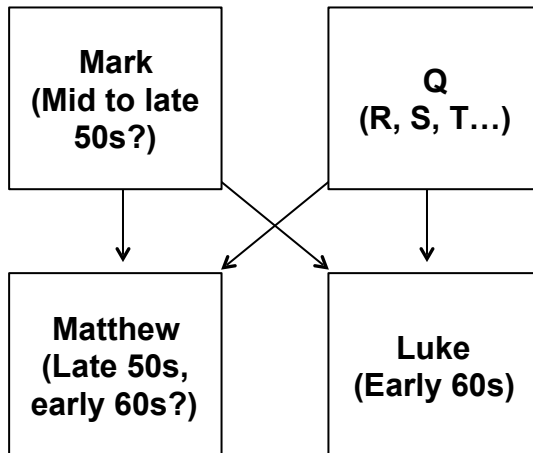 Mark
(Mid to late
50s?)
Q
(R, S, T…)
Matthew
(Late 50s,
early 60s?)
Luke
(Early 60s)